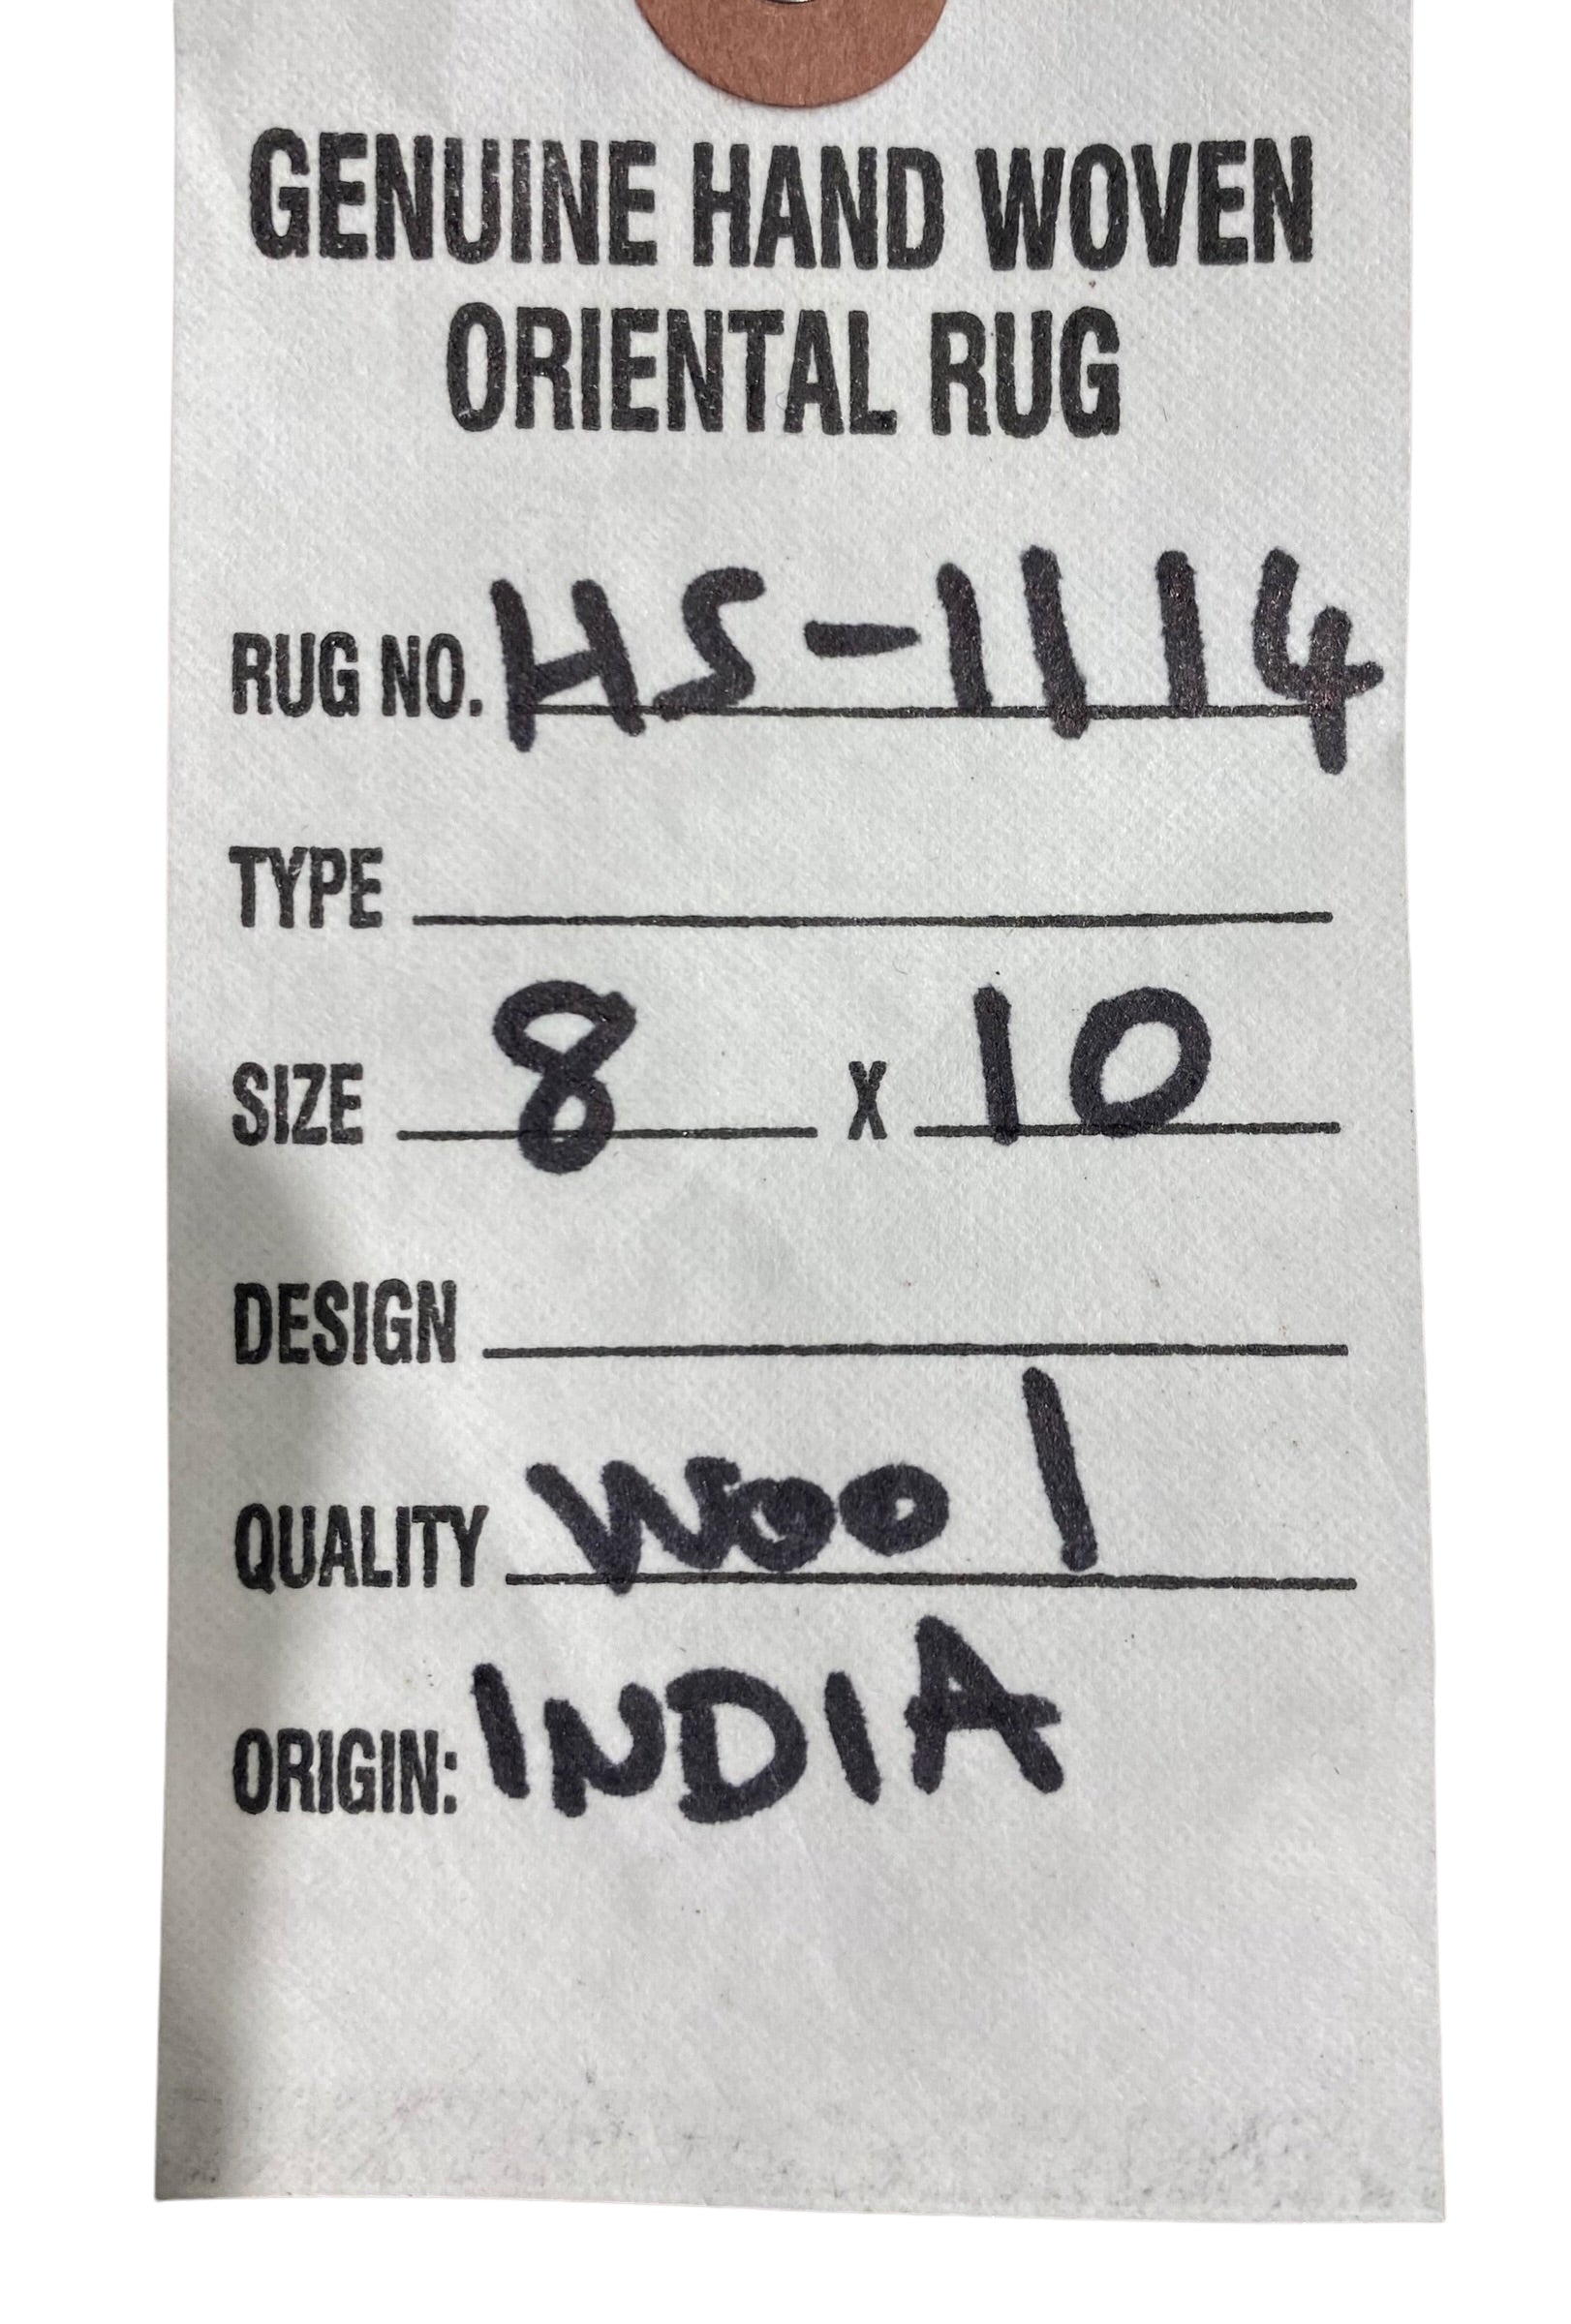 GENUINE HAND WOVEN
ORIENTAL RUG
RUG NO. HS-1114
TYPE
SIZE 8 X 10
DESIGN
QUALITY Wool
ORIGIN: INDIA